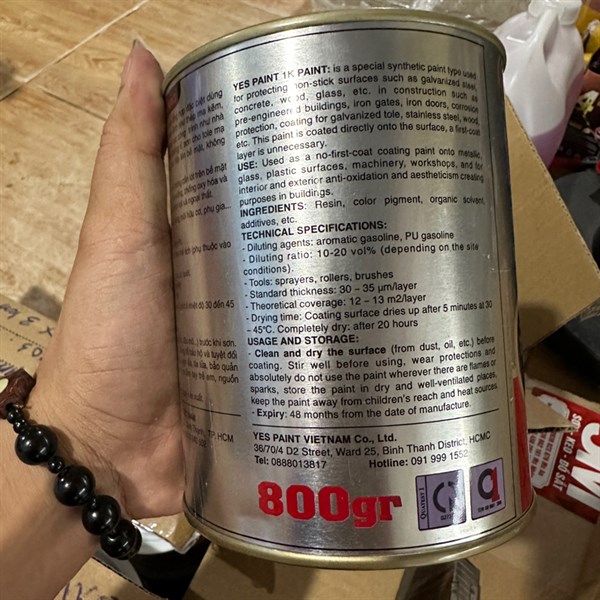 YES PAINT 1K PAINT: is a special synthetic paint type used
for protecting non-stick surfaces such as galvanized steel,
concrete, wood, glass, etc. in construction such as
pre-engineered buildings, iron gates, iron doors, corrosion
protection, coating for galvanized tole, stainless steel, wood,
etc. This paint is coated directly onto the surface, a first-coat
layer is unnecessary.
USE: Used as a no-first-coat coating paint onto metallic,
glass, plastic surfaces, machinery, workshops, and for
interior and exterior anti-oxidation and aestheticism creating
purposes in buildings.
INGREDIENTS: Resin, color pigment, organic solvent,
additives, etc.
TECHNICAL SPECIFICATIONS:
- Diluting agents: aromatic gasoline, PU gasoline
- Diluting ratio: 10-20 vol% (depending on the site
conditions).
- Tools: sprayers, rollers, brushes
- Standard thickness: 30 – 35 µm/layer
- Theoretical coverage: 12 – 13 m2/layer
- Drying time: Coating surface dries up after 5 minutes at 30
- 45°C. Completely dry: after 20 hours
USAGE AND STORAGE:
- Clean and dry the surface (from dust, oil, etc.) before
coating. Stir well before using, wear protections and
absolutely do not use the paint wherever there are flames,
sparks, store the paint in dry and well-ventilated places,
keep the paint away from children's reach and heat sources.
- Expiry: 48 months from the date of manufacture.
YES PAINT VIETNAM Co., Ltd.
36/70/4 D2 Street, Ward 25, Binh Thanh District, HCMC
Tel: 0888013817 Hotline: 091 999 1552
800gr
QUATEST 3